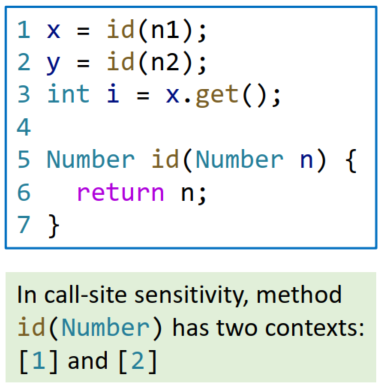 1 x = id(n1);
2 y = id(n2);
3 int i = x.get();
4
5 Number id(Number n) {
6   return n;
7 }
In call-site sensitivity, method
id(Number) has two contexts:
[1] and [2]